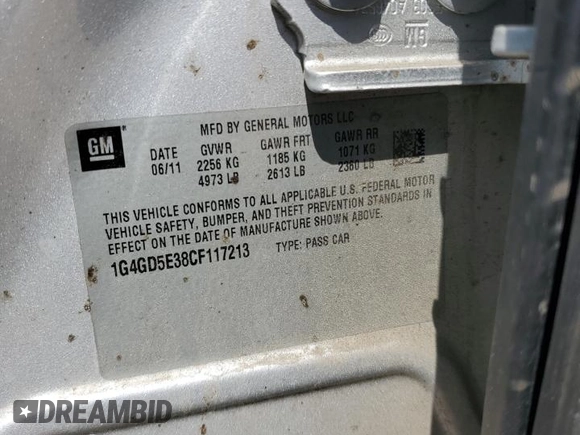 GM
MFD BY GENERAL MOTORS LLC
DATE GVWR GAWR FRT GAWR RR
06/11 2256 KG 1185 KG 1071 KG
4973 LB 2613 LB 2360 LB
THIS VEHICLE CONFORMS TO ALL APPLICABLE U.S. FEDERAL MOTOR
VEHICLE SAFETY, BUMPER, AND THEFT PREVENTION STANDARDS IN
EFFECT ON THE DATE OF MANUFACTURE SHOWN ABOVE.
1G4GD5E38CF117213 TYPE: PASS CAR
GM
DREAMBID